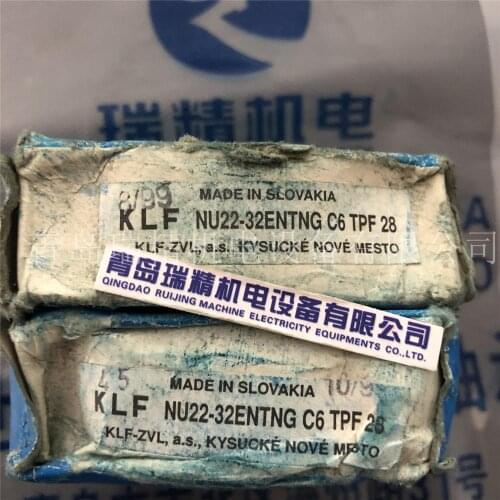 瑞精机电
8/99
MADE IN SLOVAKIA
KLF NU22-32ENTNG C6 TPF 28
KLF-ZVL, a.s., KYSUCKÉ NOVÉ MESTO
青岛瑞精机电设备有限公司
QINGDAO RUIJING MACHINE ELECTRICITY EQUIPMENTS CO.,LTD.
MADE IN SLOVAKIA 10/9
KLF NU22-32ENTNG C6 TPF 28
KLF-ZVL, a.s., KYSUCKÉ NOVÉ MESTO